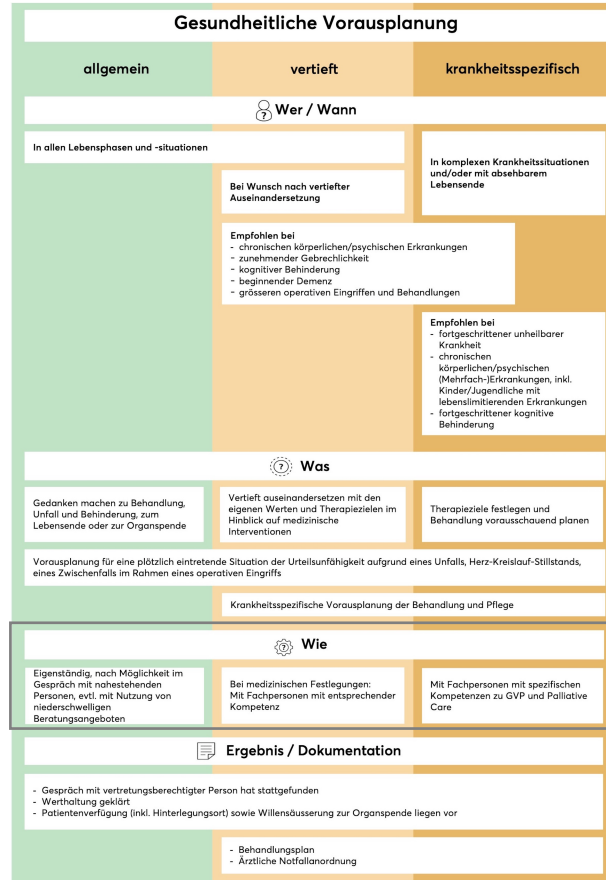 Gesundheitliche Vorausplanung
allgemein
vertieft
krankheitsspezifisch
Wer / Wann
In allen Lebensphasen und -situationen
In komplexen Krankheitssituationen
und/oder mit absehbarem
Lebensende
Bei Wunsch nach vertiefter
Auseinandersetzung
Empfohlen bei
- chronischen körperlichen/psychischen Erkrankungen
- zunehmender Gebrechlichkeit
- kognitiver Behinderung
- beginnender Demenz
- grösseren operativen Eingriffen und Behandlungen
Empfohlen bei
- fortgeschrittener unheilbarer
Krankheit
- chronischen
körperlichen/psychischen
(Mehrfach-)Erkrankungen, inkl.
Kinder/Jugendliche mit
lebenslimitierenden Erkrankungen
- fortgeschrittener kognitive
Behinderung
Was
Gedanken machen zu Behandlung,
Unfall und Behinderung, zum
Lebensende oder zur Organspende
Vertieft auseinandersetzen mit den
eigenen Werten und Therapiezielen im
Hinblick auf medizinische
Interventionen
Therapieziele festlegen und
Behandlung vorausschauend planen
Vorausplanung für eine plötzlich eintretende Situation der Urteilsunfähigkeit aufgrund eines Unfalls, Herz-Kreislauf-Stillstands,
eines Zwischenfalls im Rahmen eines operativen Eingriffs
Krankheitsspezifische Vorausplanung der Behandlung und Pflege
Wie
Eigenständig, nach Möglichkeit im
Gespräch mit nahestehenden
Personen, evtl. mit Nutzung von
niederschwelligen
Beratungsangeboten
Bei medizinischen Festlegungen:
Mit Fachpersonen mit entsprechender
Kompetenz
Mit Fachpersonen mit spezifischen
Kompetenzen zu GVP und Palliative
Care
Ergebnis / Dokumentation
- Gespräch mit vertretungsberechtigter Person hat stattgefunden
- Werthaltung geklärt
- Patientenverfügung (inkl. Hinterlegungsort) sowie Willensäusserung zur Organspende liegen vor
- Behandlungsplan
- Ärztliche Notfallanordnung